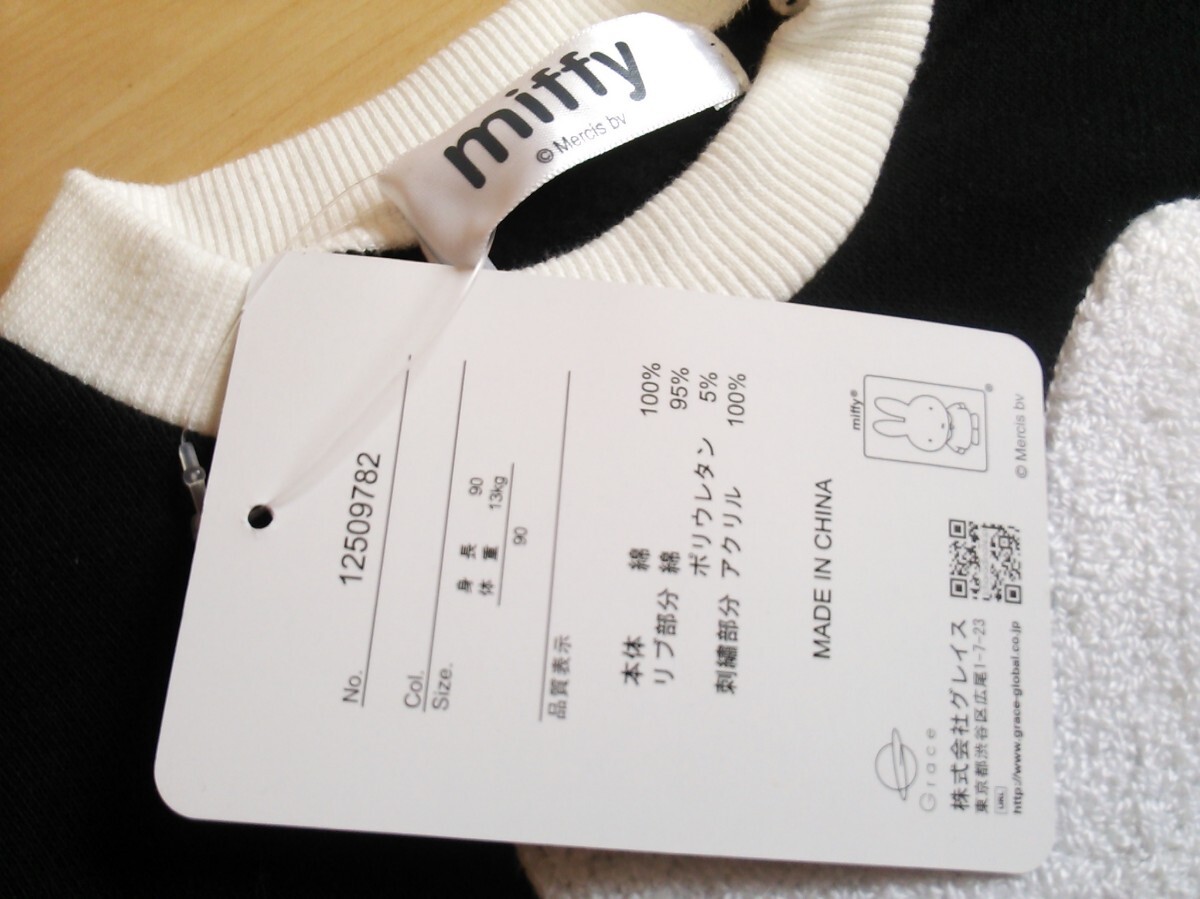 miffy
© Mercis bv
No. 12509782
Col.
Size.
身 長 90
体 重 13kg
90
品質表示
本体 綿 100%
リブ部分 綿 95%
ポリウレタン 5%
刺繍部分 アクリル 100%
MADE IN CHINA
miffy®
®
© Mercis bv
Grace
株式会社グレイス
東京都渋谷区広尾1-7-23
URL
http://www.grace-global.co.jp